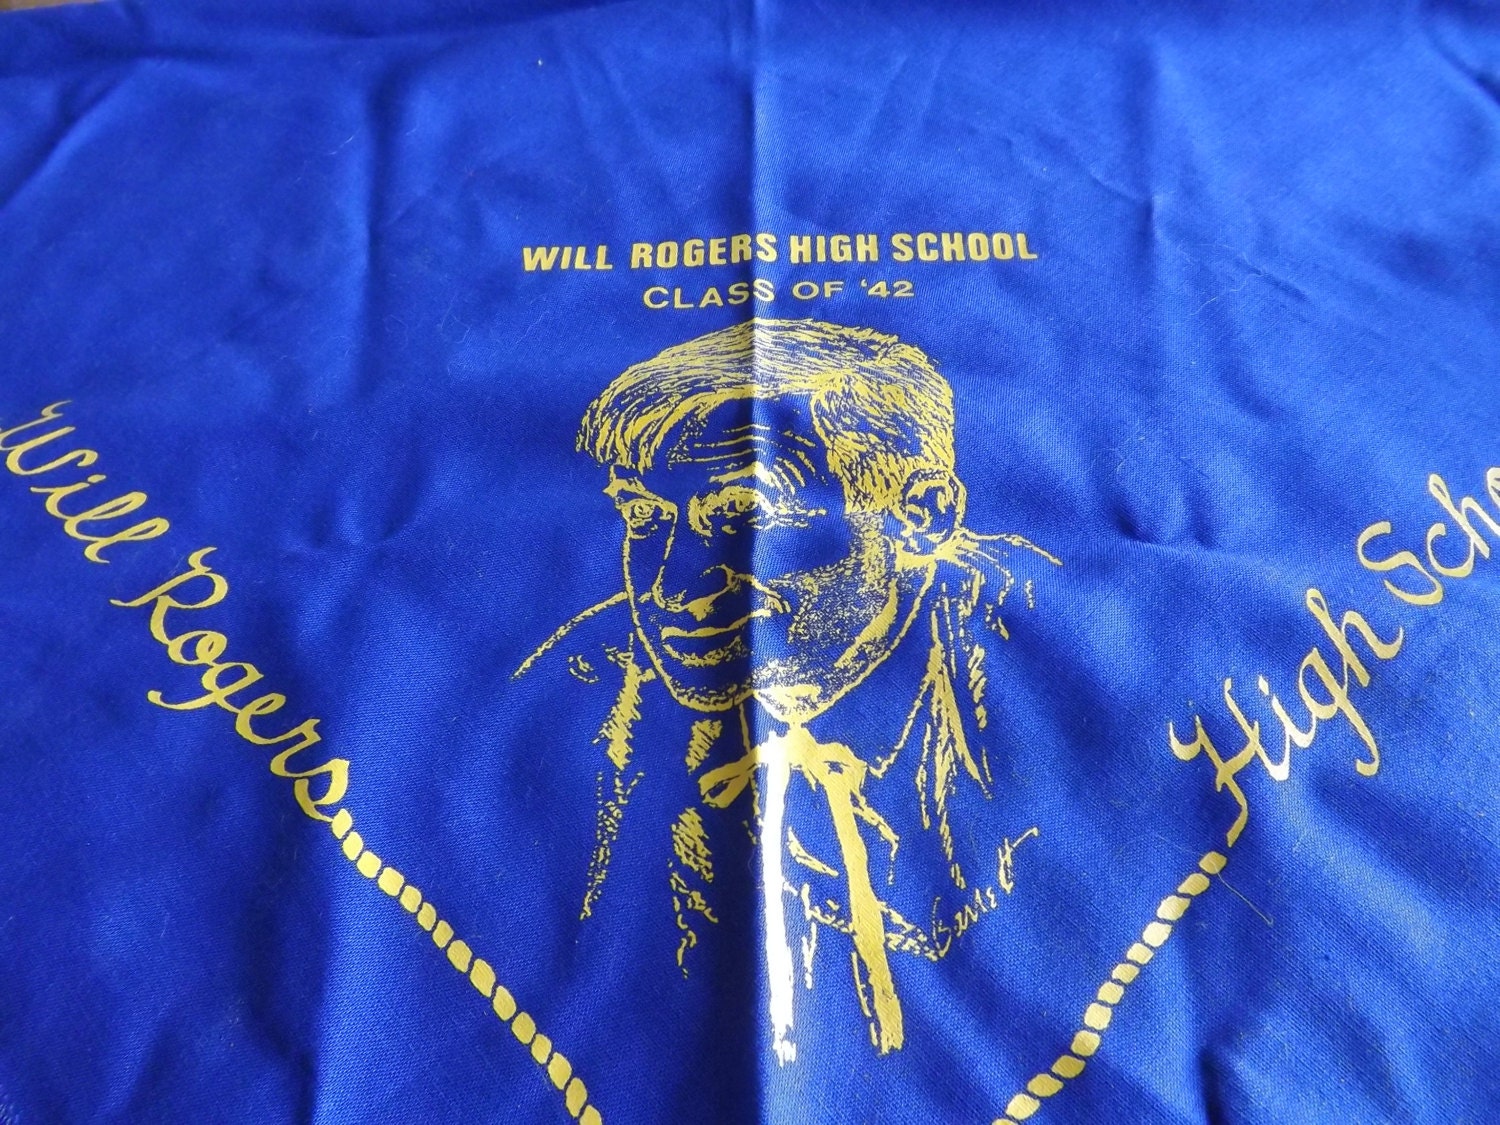 WILL ROGERS HIGH SCHOOL
CLASS OF '42
Will Rogers
High Scho